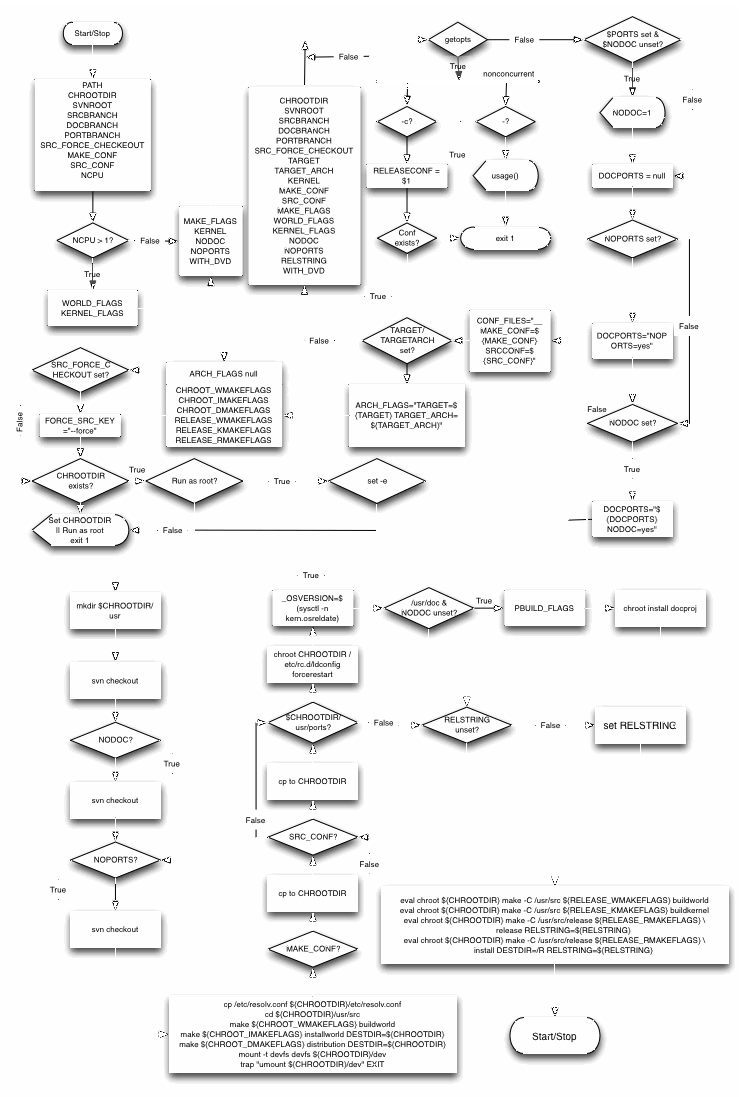 Start/Stop
PATH
CHROOTDIR
SVNROOT
SRCBRANCH
DOCBRANCH
PORTBRANCH
SRC_FORCE_CHECKEOUT
MAKE_CONF
SRC_CONF
NCPU
NCPU > 1?
False
True
WORLD_FLAGS
KERNEL_FLAGS
MAKE_FLAGS
KERNEL
NODOC
NOPORTS
WITH_DVD
False
CHROOTDIR
SVNROOT
SRCBRANCH
DOCBRANCH
PORTBRANCH
SRC_FORCE_CHECKOUT
TARGET
TARGET_ARCH
KERNEL
MAKE_CONF
SRC_CONF
MAKE_FLAGS
WORLD_FLAGS
KERNEL_FLAGS
NODOC
NOPORTS
RELSTRING
WITH_DVD
getopts
False
True
nonconcurrent
-c?
-?
True
RELEASECONF =
$1
usage()
Conf
exists?
exit 1
True
$PORTS set &
$NODOC unset?
True
False
NODOC=1
DOCPORTS = null
NOPORTS set?
False
DOCPORTS="NOP
ORTS=yes"
False
NODOC set?
True
DOCPORTS="$
{DOCPORTS}
NODOC=yes"
CONF_FILES="__
MAKE_CONF=$
{MAKE_CONF}
SRCCONF=$
{SRC_CONF}"
TARGET/
TARGETARCH
set?
False
ARCH_FLAGS="TARGET=$
{TARGET} TARGET_ARCH=
${TARGET_ARCH}"
ARCH_FLAGS null
CHROOT_WMAKEFLAGS
CHROOT_IMAKEFLAGS
CHROOT_DMAKEFLAGS
RELEASE_WMAKEFLAGS
RELEASE_KMAKEFLAGS
RELEASE_RMAKEFLAGS
SRC_FORCE_C
HECKOUT set?
False
FORCE_SRC_KEY
="--force"
CHROOTDIR
exists?
True
Run as root?
True
set -e
Set CHROOTDIR
|| Run as root
exit 1
False
mkdir $CHROOTDIR/
usr
svn checkout
NODOC?
True
svn checkout
NOPORTS?
True
svn checkout
True
_OSVERSION=$
(sysctl -n
kern.osreldate)
/usr/doc &
NODOC unset?
True
PBUILD_FLAGS
chroot install docproj
chroot CHROOTDIR /
etc/rc.d/ldconfig
forcerestart
$CHROOTDIR/
usr/ports?
False
RELSTRING
unset?
False
set RELSTRING
cp to CHROOTDIR
False
SRC_CONF?
False
cp to CHROOTDIR
MAKE_CONF?
eval chroot ${CHROOTDIR} make -C /usr/src ${RELEASE_WMAKEFLAGS} buildworld
eval chroot ${CHROOTDIR} make -C /usr/src ${RELEASE_KMAKEFLAGS} buildkernel
eval chroot ${CHROOTDIR} make -C /usr/src/release ${RELEASE_RMAKEFLAGS} \
release RELSTRING=${RELSTRING}
eval chroot ${CHROOTDIR} make -C /usr/src/release ${RELEASE_RMAKEFLAGS} \
install DESTDIR=/R RELSTRING=${RELSTRING}
cp /etc/resolv.conf ${CHROOTDIR}/etc/resolv.conf
cd ${CHROOTDIR}/usr/src
make ${CHROOT_WMAKEFLAGS} buildworld
make ${CHROOT_IMAKEFLAGS} installworld DESTDIR=${CHROOTDIR}
make ${CHROOT_DMAKEFLAGS} distribution DESTDIR=${CHROOTDIR}
mount -t devfs devfs ${CHROOTDIR}/dev
trap "umount ${CHROOTDIR}/dev" EXIT
Start/Stop